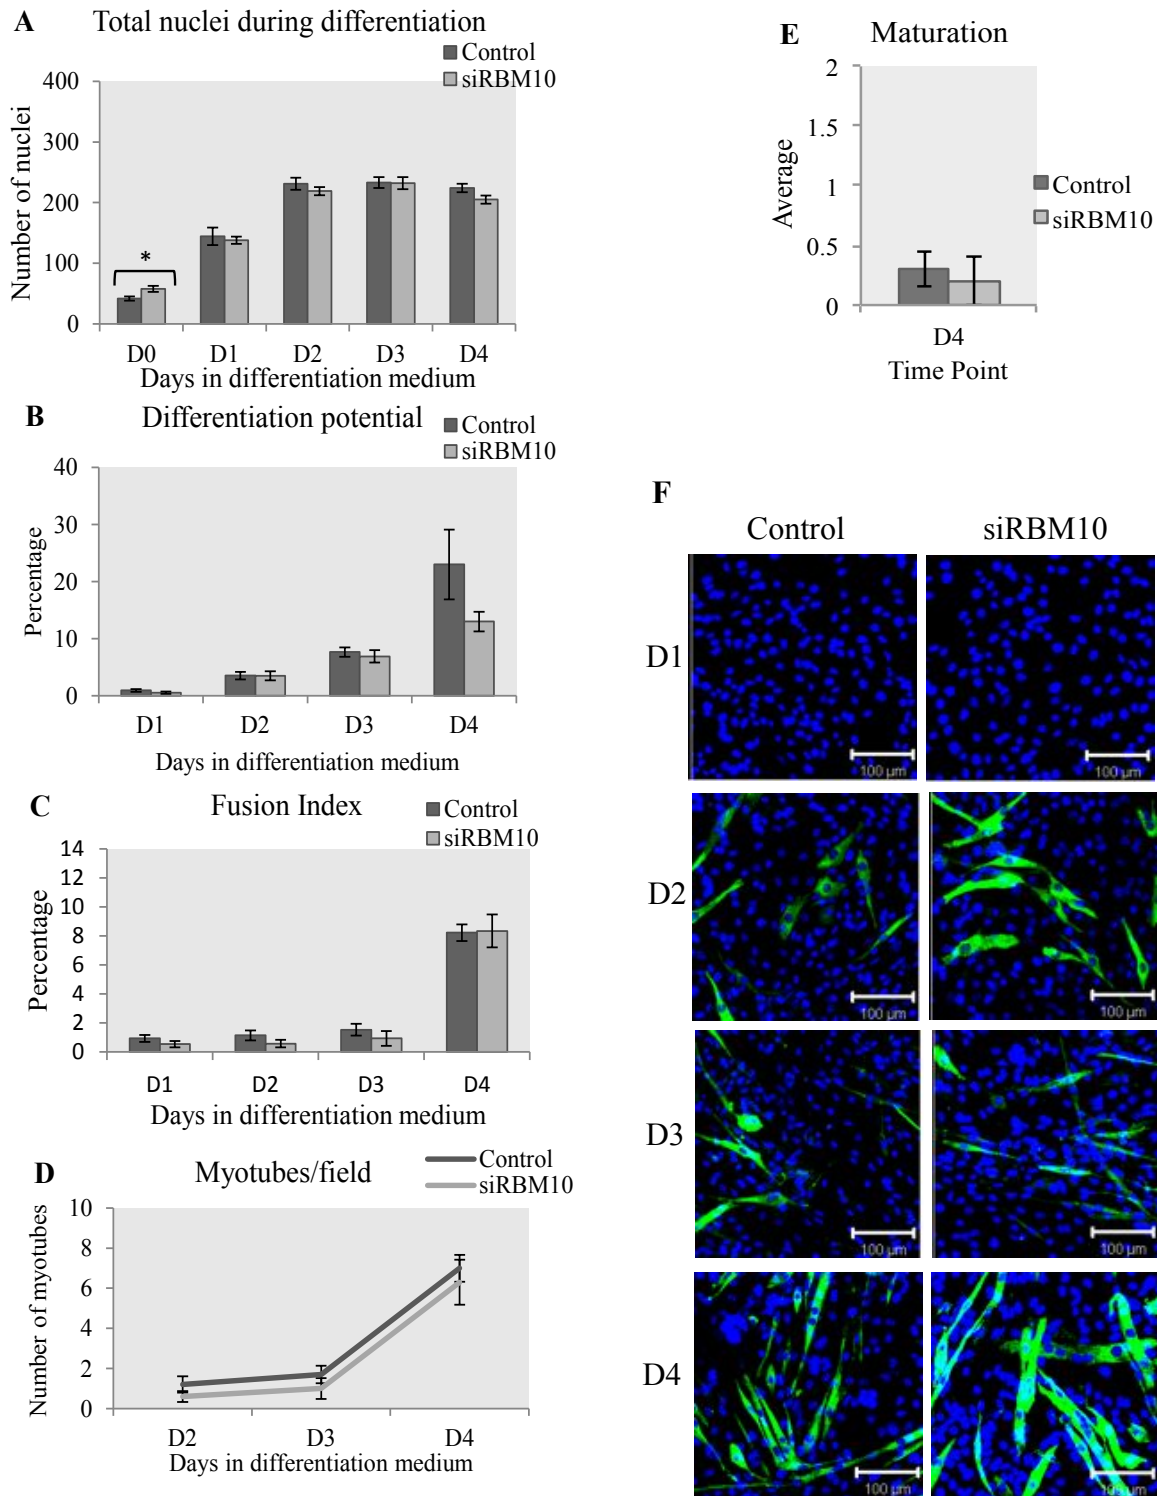 A Total nuclei during differentiation
Control
siRBM10
Number of nuclei
400
300
200
100
0
*
D0 D1 D2 D3 D4
Days in differentiation medium
B Differentiation potential
Control
siRBM10
Percentage
40
30
20
10
0
D1 D2 D3 D4
Days in differentiation medium
C Fusion Index
Control
siRBM10
Percentage
14
12
10
8
6
4
2
0
D1 D2 D3 D4
Days in differentiation medium
D Myotubes/field
Control
siRBM10
Number of myotubes
10
8
6
4
2
0
D2 D3 D4
Days in differentiation medium
E Maturation
Average
2
1.5
1
0.5
0
Control
siRBM10
D4
Time Point
F
Control siRBM10
D1
100 µm 100 µm
D2
100 µm 100 µm
D3
100 µm 100 µm
D4
100 µm 100 µm